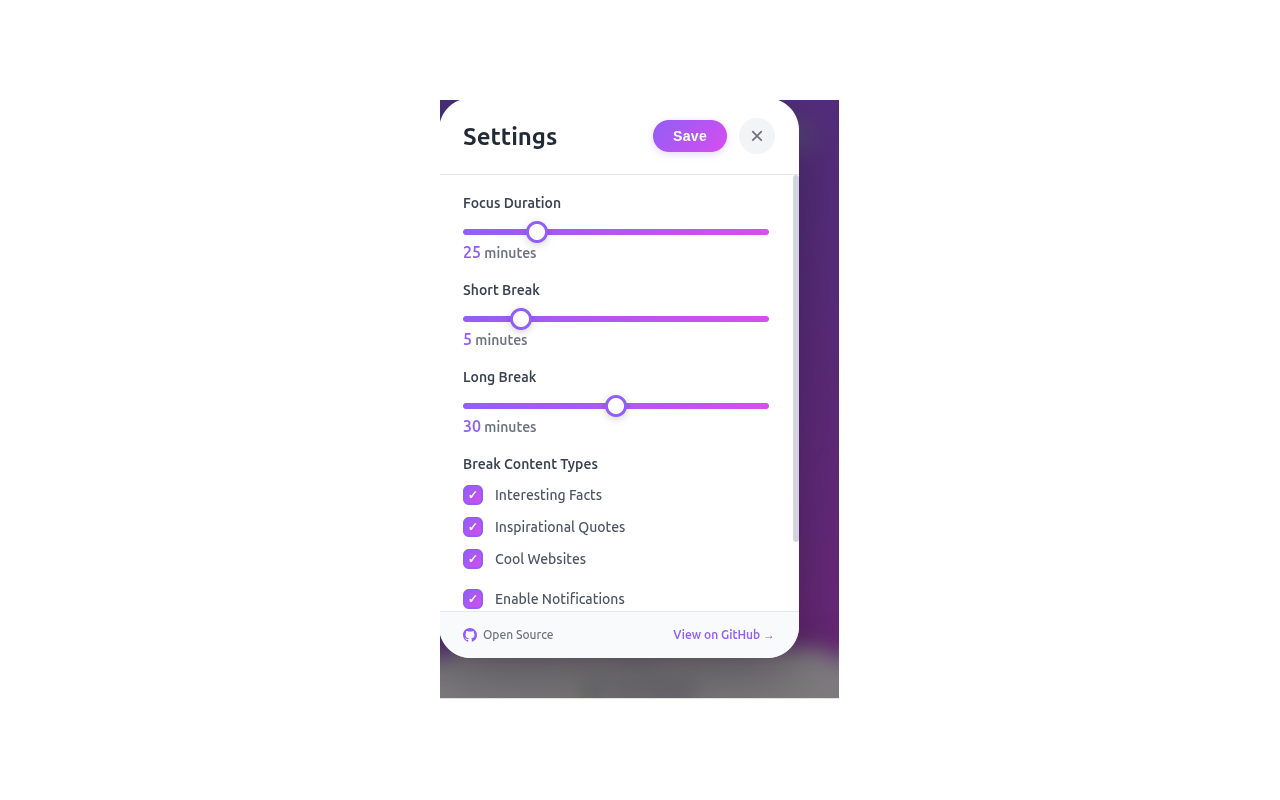 Settings
Save
Focus Duration
25 minutes
Short Break
5 minutes
Long Break
30 minutes
Break Content Types
Interesting Facts
Inspirational Quotes
Cool Websites
Enable Notifications
Open Source
View on GitHub →